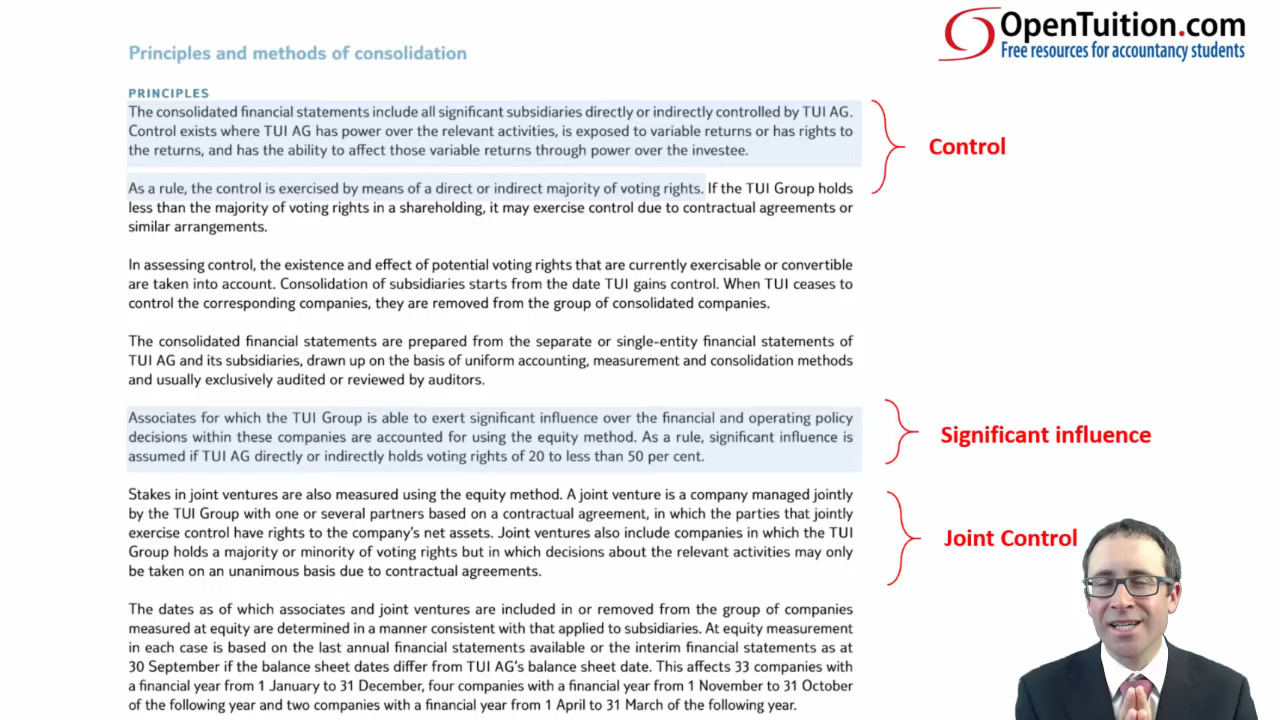 OpenTuition.com
Free resources for accountancy students
Principles and methods of consolidation
PRINCIPLES
The consolidated financial statements include all significant subsidiaries directly or indirectly controlled by TUI AG.
Control exists where TUI AG has power over the relevant activities, is exposed to variable returns or has rights to
the returns, and has the ability to affect those variable returns through power over the investee.
Control
As a rule, the control is exercised by means of a direct or indirect majority of voting rights. If the TUI Group holds
less than the majority of voting rights in a shareholding, it may exercise control due to contractual agreements or
similar arrangements.
In assessing control, the existence and effect of potential voting rights that are currently exercisable or convertible
are taken into account. Consolidation of subsidiaries starts from the date TUI gains control. When TUI ceases to
control the corresponding companies, they are removed from the group of consolidated companies.
The consolidated financial statements are prepared from the separate or single-entity financial statements of
TUI AG and its subsidiaries, drawn up on the basis of uniform accounting, measurement and consolidation methods
and usually exclusively audited or reviewed by auditors.
Associates for which the TUI Group is able to exert significant influence over the financial and operating policy
decisions within these companies are accounted for using the equity method. As a rule, significant influence is
assumed if TUI AG directly or indirectly holds voting rights of 20 to less than 50 per cent.
Significant influence
Stakes in joint ventures are also measured using the equity method. A joint venture is a company managed jointly
by the TUI Group with one or several partners based on a contractual agreement, in which the parties that jointly
exercise control have rights to the company's net assets. Joint ventures also include companies in which the TUI
Group holds a majority or minority of voting rights but in which decisions about the relevant activities may only
be taken on an unanimous basis due to contractual agreements.
Joint Control
The dates as of which associates and joint ventures are included in or removed from the group of companies
measured at equity are determined in a manner consistent with that applied to subsidiaries. At equity measurement
in each case is based on the last annual financial statements available or the interim financial statements as at
30 September if the balance sheet dates differ from TUI AG's balance sheet date. This affects 33 companies with
a financial year from 1 January to 31 December, four companies with a financial year from 1 November to 31 October
of the following year and two companies with a financial year from 1 April to 31 March of the following year.